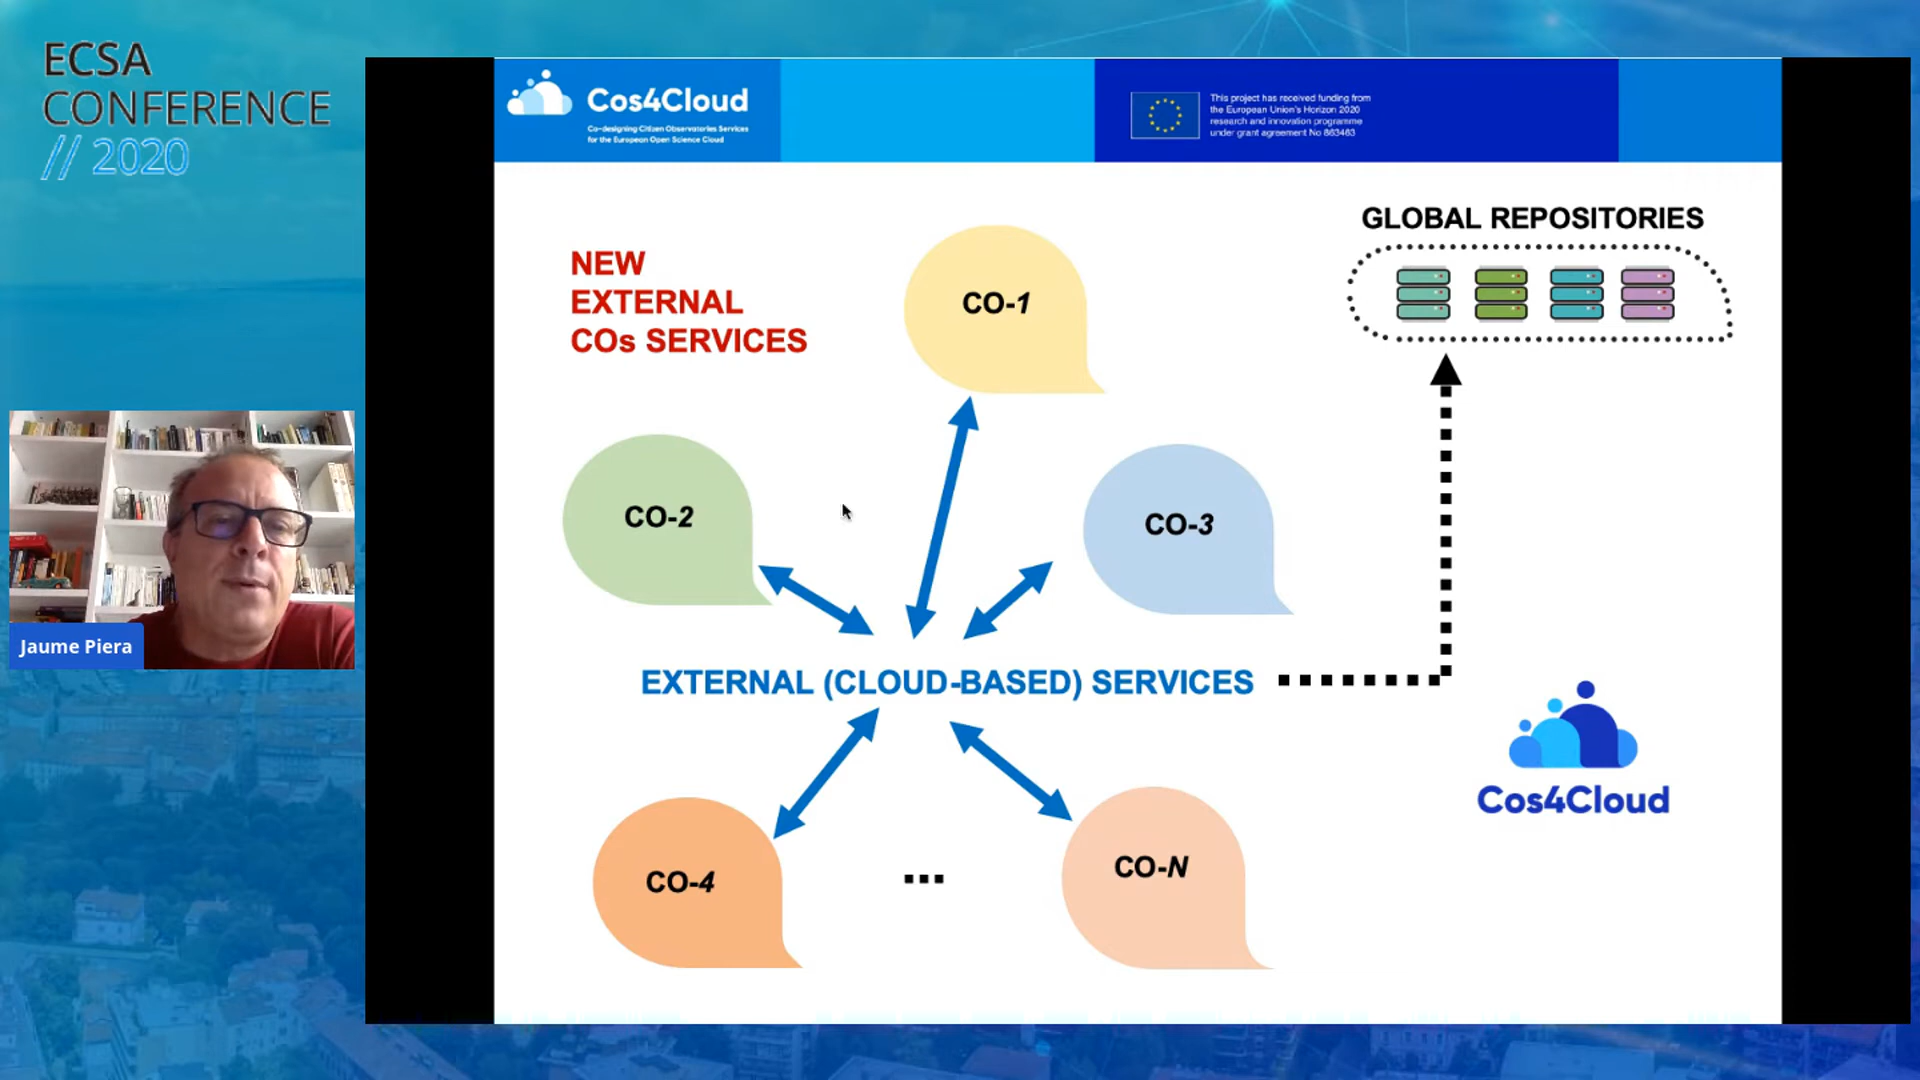 ECSA
CONFERENCE
// 2020
Cos4Cloud
Co-designing Citizen Observatories Services
for the European Open Science Cloud
This project has received funding from
the European Union's Horizon 2020
research and innovation programme
under grant agreement No 863463
GLOBAL REPOSITORIES
NEW
EXTERNAL
COs SERVICES
CO-1
CO-2
CO-3
Jaume Piera
EXTERNAL (CLOUD-BASED) SERVICES
Cos4Cloud
CO-4
...
CO-N